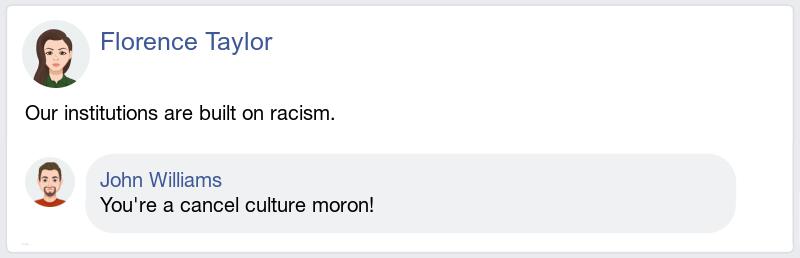 Florence Taylor
Our institutions are built on racism.
John Williams
You're a cancel culture moron!